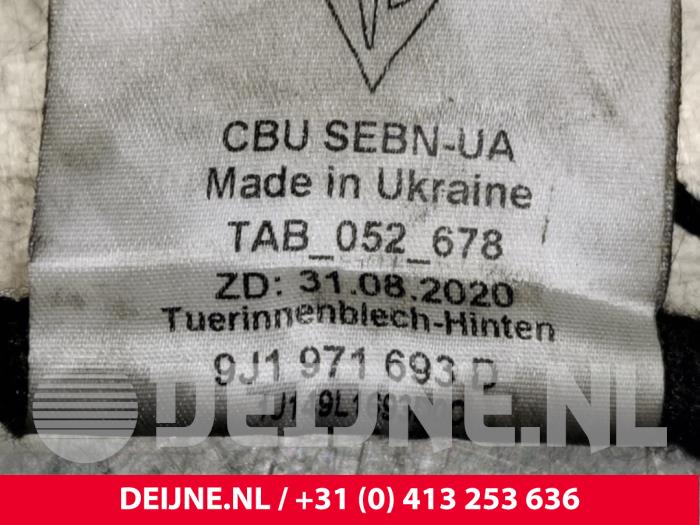 CBU SEBN-UA
Made in Ukraine
TAB_052_678
ZD: 31.08.2020
Tuerinnenblech-Hinten
9J1 971 693 D
DEIJNE.NL
DEIJNE.NL / +31 (0) 413 253 636